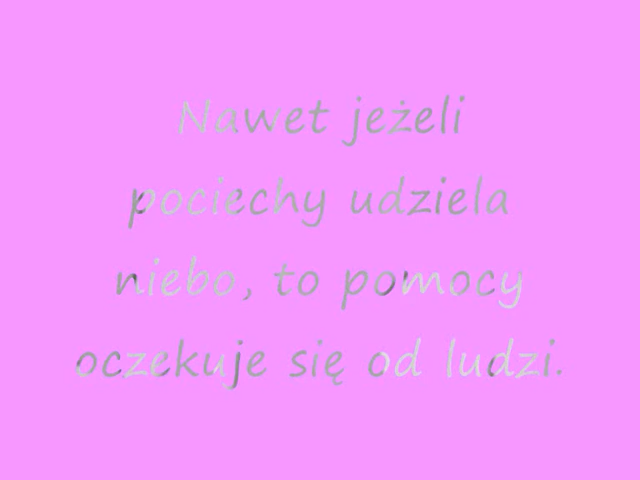 Nawet jeżeli
pociechy udziela
niebo, to pomocy
oczekuje się od ludzi.